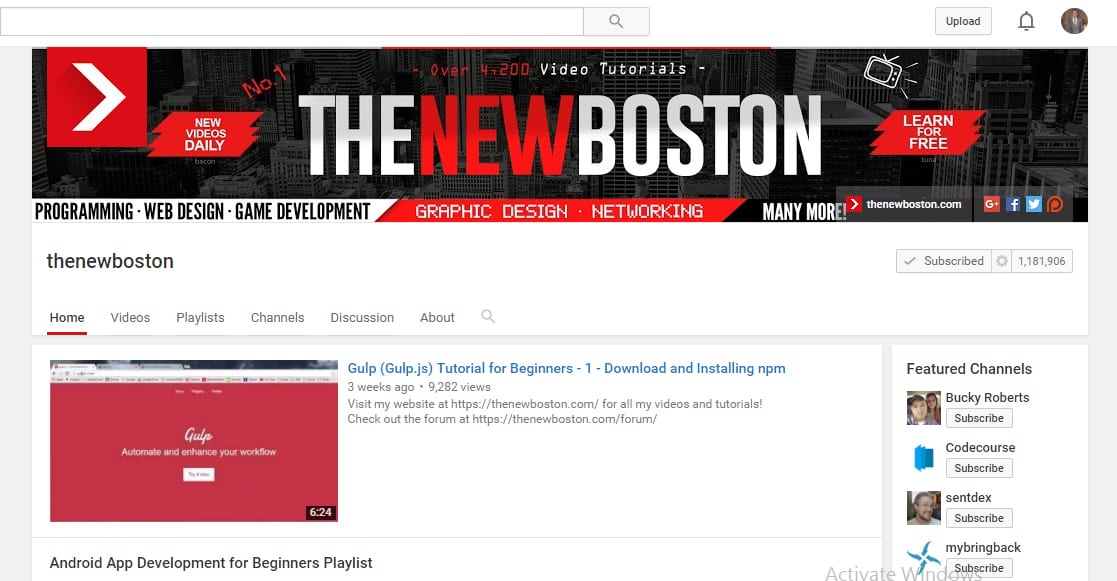 Upload
- Over 4,200 Video Tutorials -
No.1
NEW
VIDEOS
DAILY
bacon
THENEWBOSTON
LEARN
FOR
FREE
tuna
PROGRAMMING · WEB DESIGN · GAME DEVELOPMENT
GRAPHIC DESIGN · NETWORKING
MANY MORE!
thenewboston.com
G+
thenewboston
Subscribed
1,181,906
Home
Videos
Playlists
Channels
Discussion
About
Gulp
Automate and enhance your workflow
6:24
Gulp (Gulp.js) Tutorial for Beginners - 1 - Download and Installing npm
3 weeks ago • 9,282 views
Visit my website at https://thenewboston.com/ for all my videos and tutorials!
Check out the forum at https://thenewboston.com/forum/
Android App Development for Beginners Playlist
Featured Channels
Bucky Roberts
Subscribe
Codecourse
Subscribe
sentdex
Subscribe
mybringback
Subscribe
Activate Windows